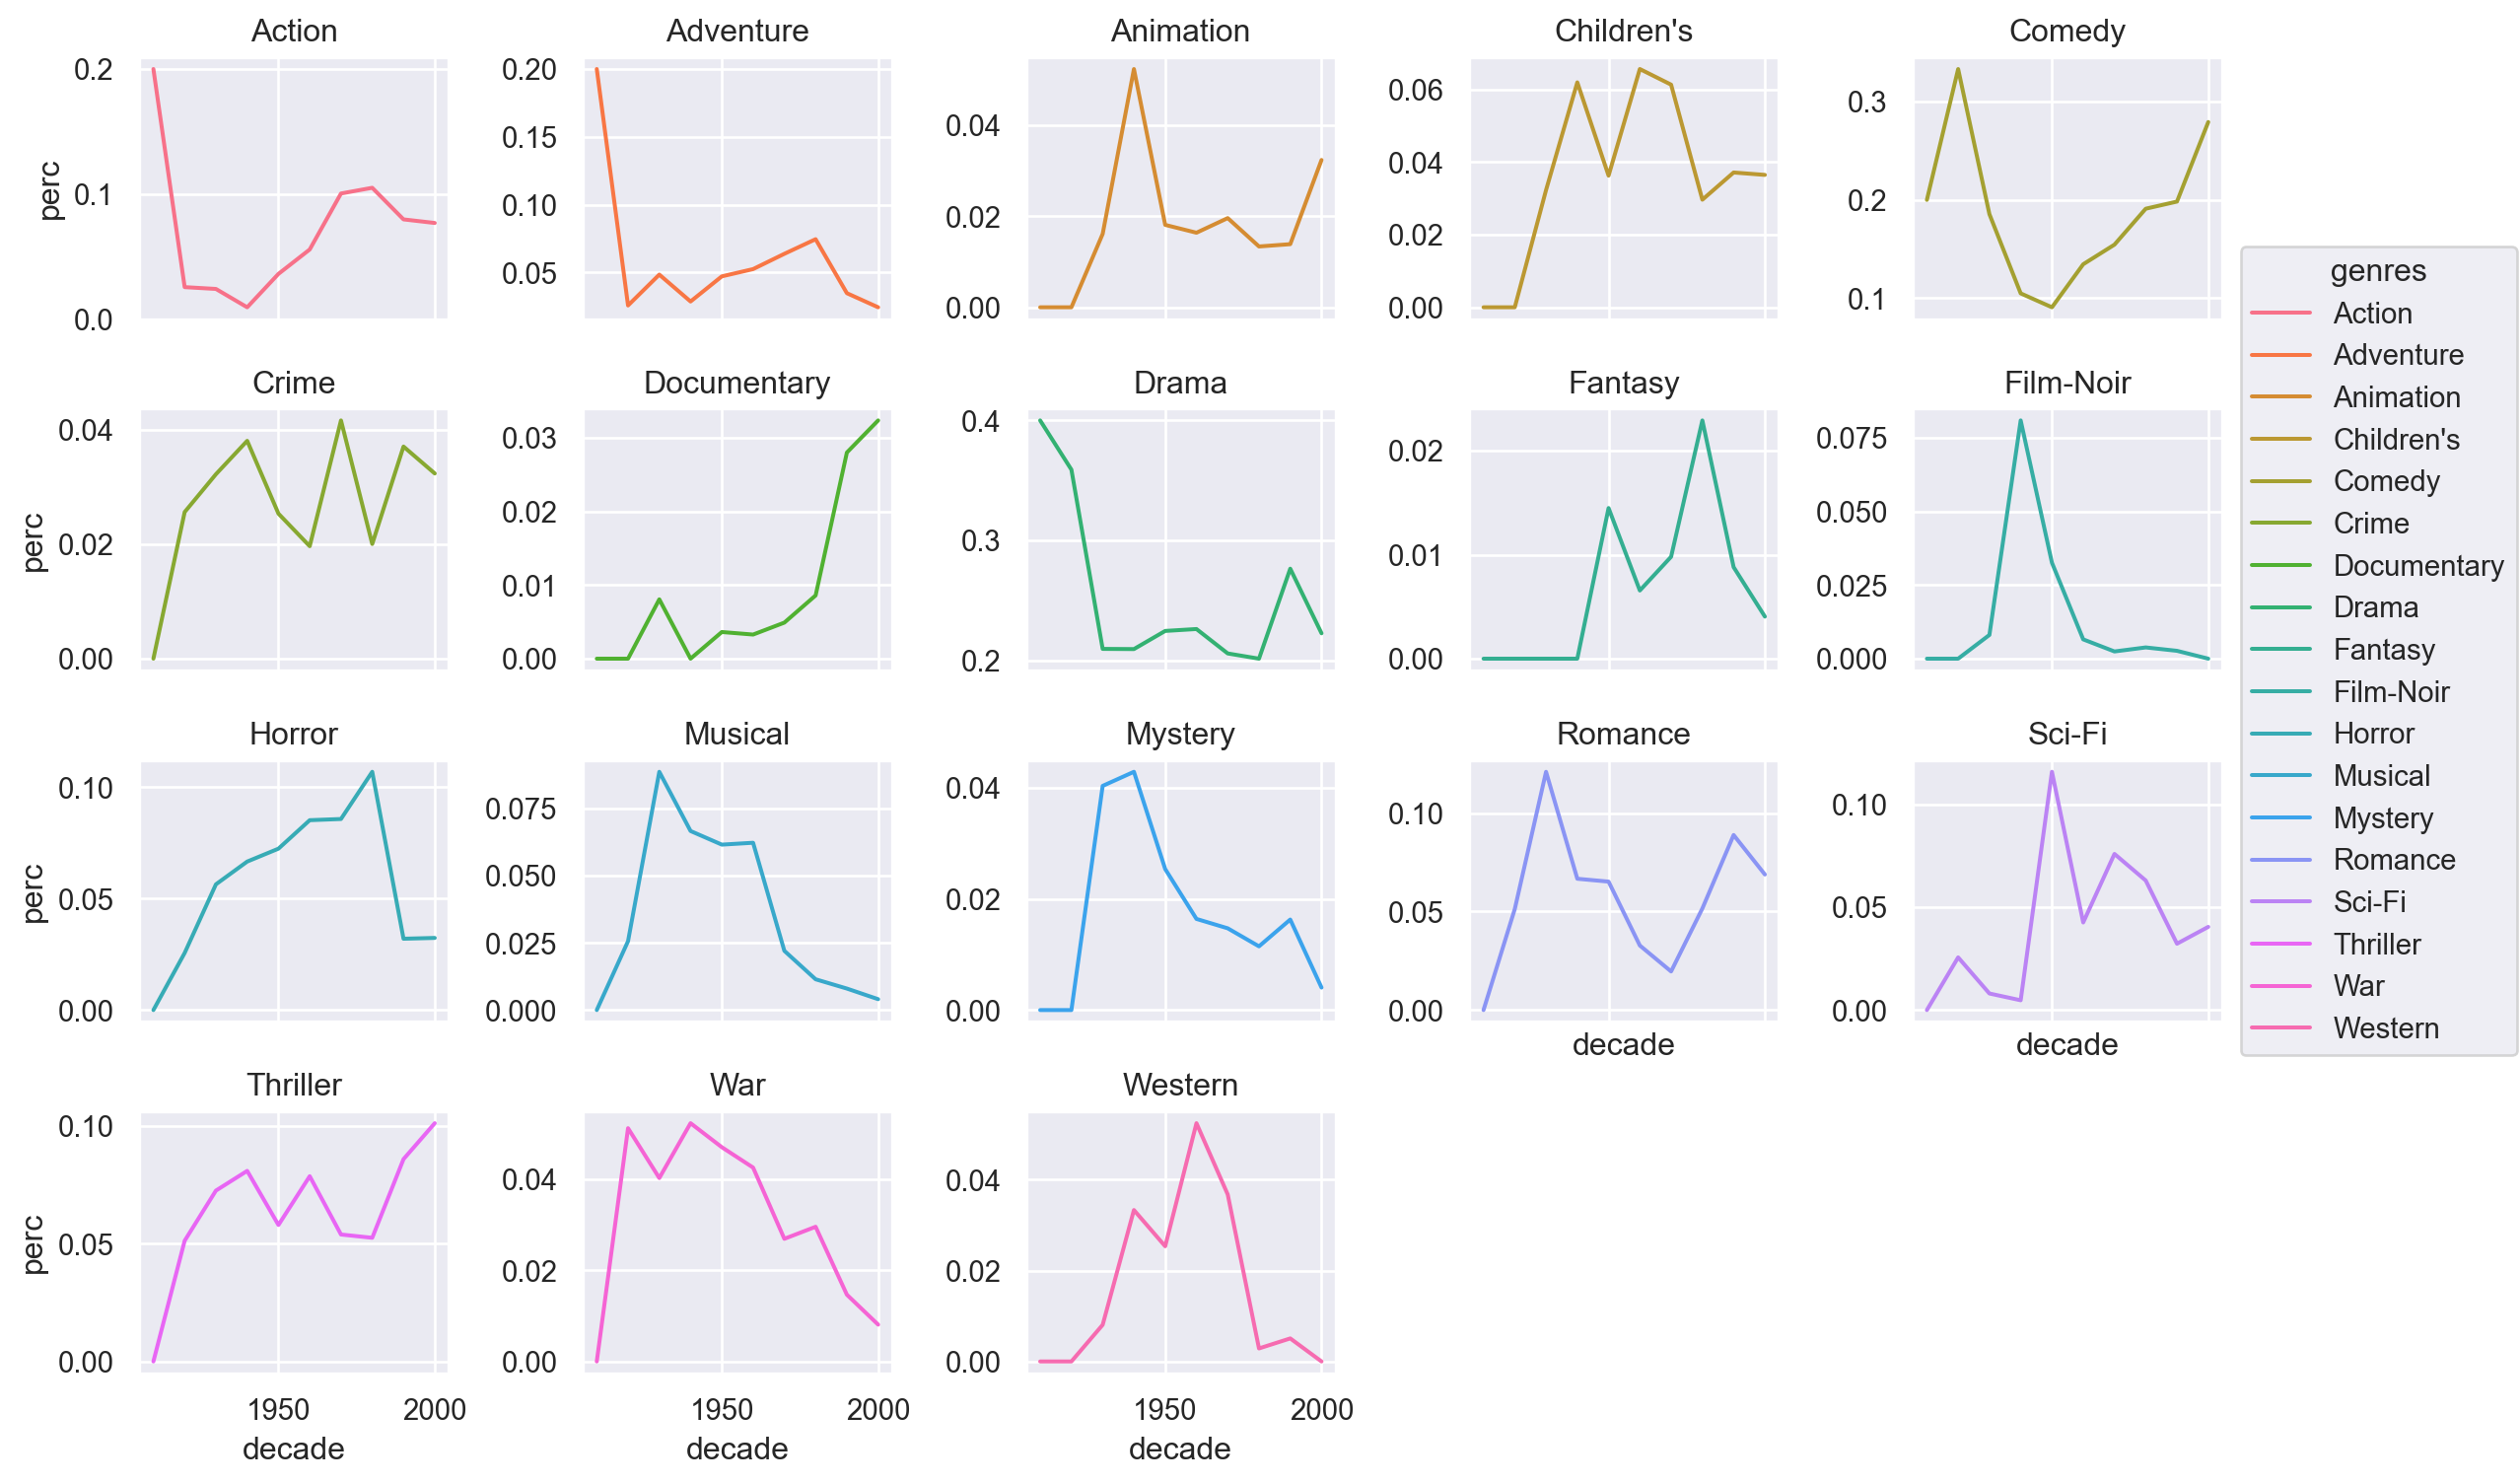 Action
Adventure
Animation
Children's
Comedy
0.2
0.1
0.0
perc
0.20
0.15
0.10
0.05
0.04
0.02
0.00
0.06
0.04
0.02
0.00
0.3
0.2
0.1
Crime
Documentary
Drama
Fantasy
Film-Noir
0.04
0.02
0.00
perc
0.03
0.02
0.01
0.00
0.4
0.3
0.2
0.02
0.01
0.00
0.075
0.050
0.025
0.000
Horror
Musical
Mystery
Romance
Sci-Fi
0.10
0.05
0.00
perc
0.075
0.050
0.025
0.000
0.04
0.02
0.00
0.10
0.05
0.00
decade
0.10
0.05
0.00
decade
Thriller
War
Western
0.10
0.05
0.00
perc
1950 2000
decade
0.04
0.02
0.00
1950 2000
decade
0.04
0.02
0.00
1950 2000
decade
genres
Action
Adventure
Animation
Children's
Comedy
Crime
Documentary
Drama
Fantasy
Film-Noir
Horror
Musical
Mystery
Romance
Sci-Fi
Thriller
War
Western